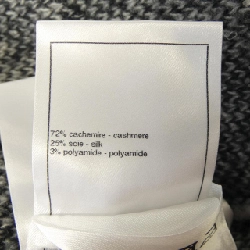 72% cachemire - cashmere
25% soie - silk
3% polyamide - polyamide